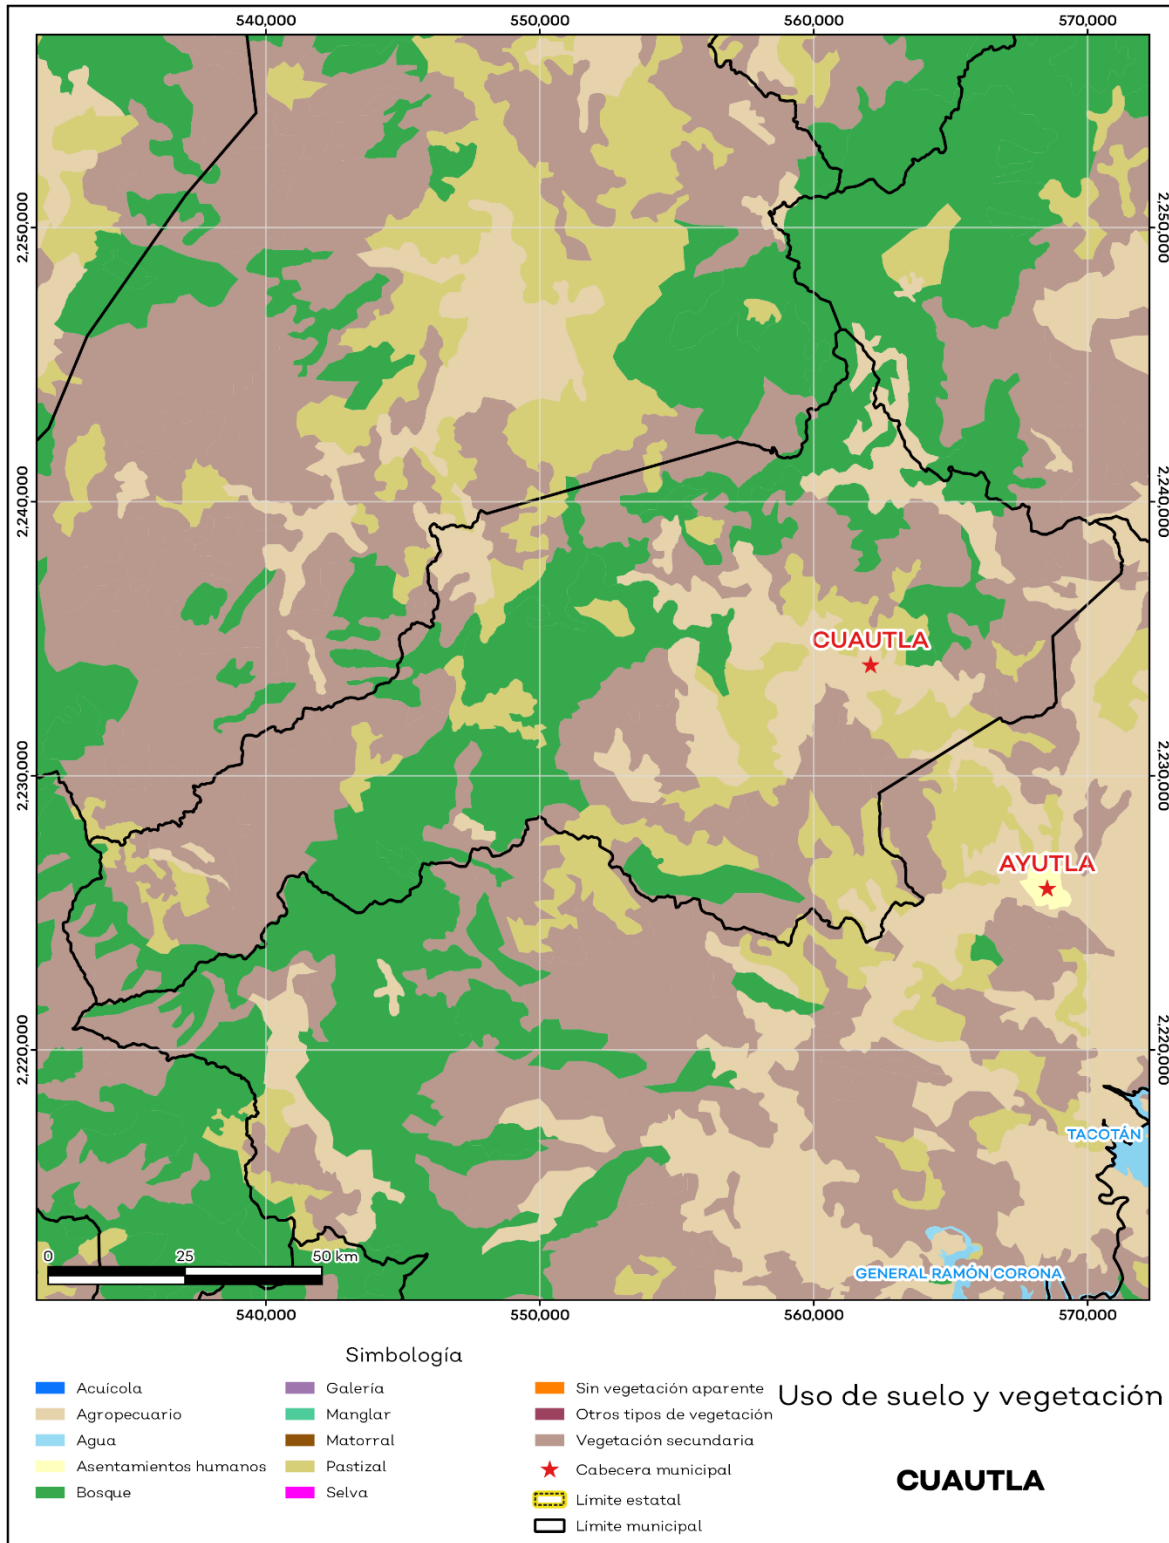 540,000 550,000 560,000 570,000
2,250,000 2,250,000
2,240,000 2,240,000
CUAUTLA
2,230,000 2,230,000
AYUTLA
2,220,000 2,220,000
TACOTÁN
0 25 50 km
GENERAL RAMÓN CORONA
540,000 550,000 560,000 570,000
Simbología
Acuícola
Agropecuario
Agua
Asentamientos humanos
Bosque
Galería
Manglar
Matorral
Pastizal
Selva
Sin vegetación aparente
Otros tipos de vegetación
Vegetación secundaria
Cabecera municipal
Límite estatal
Límite municipal
Uso de suelo y vegetación
CUAUTLA